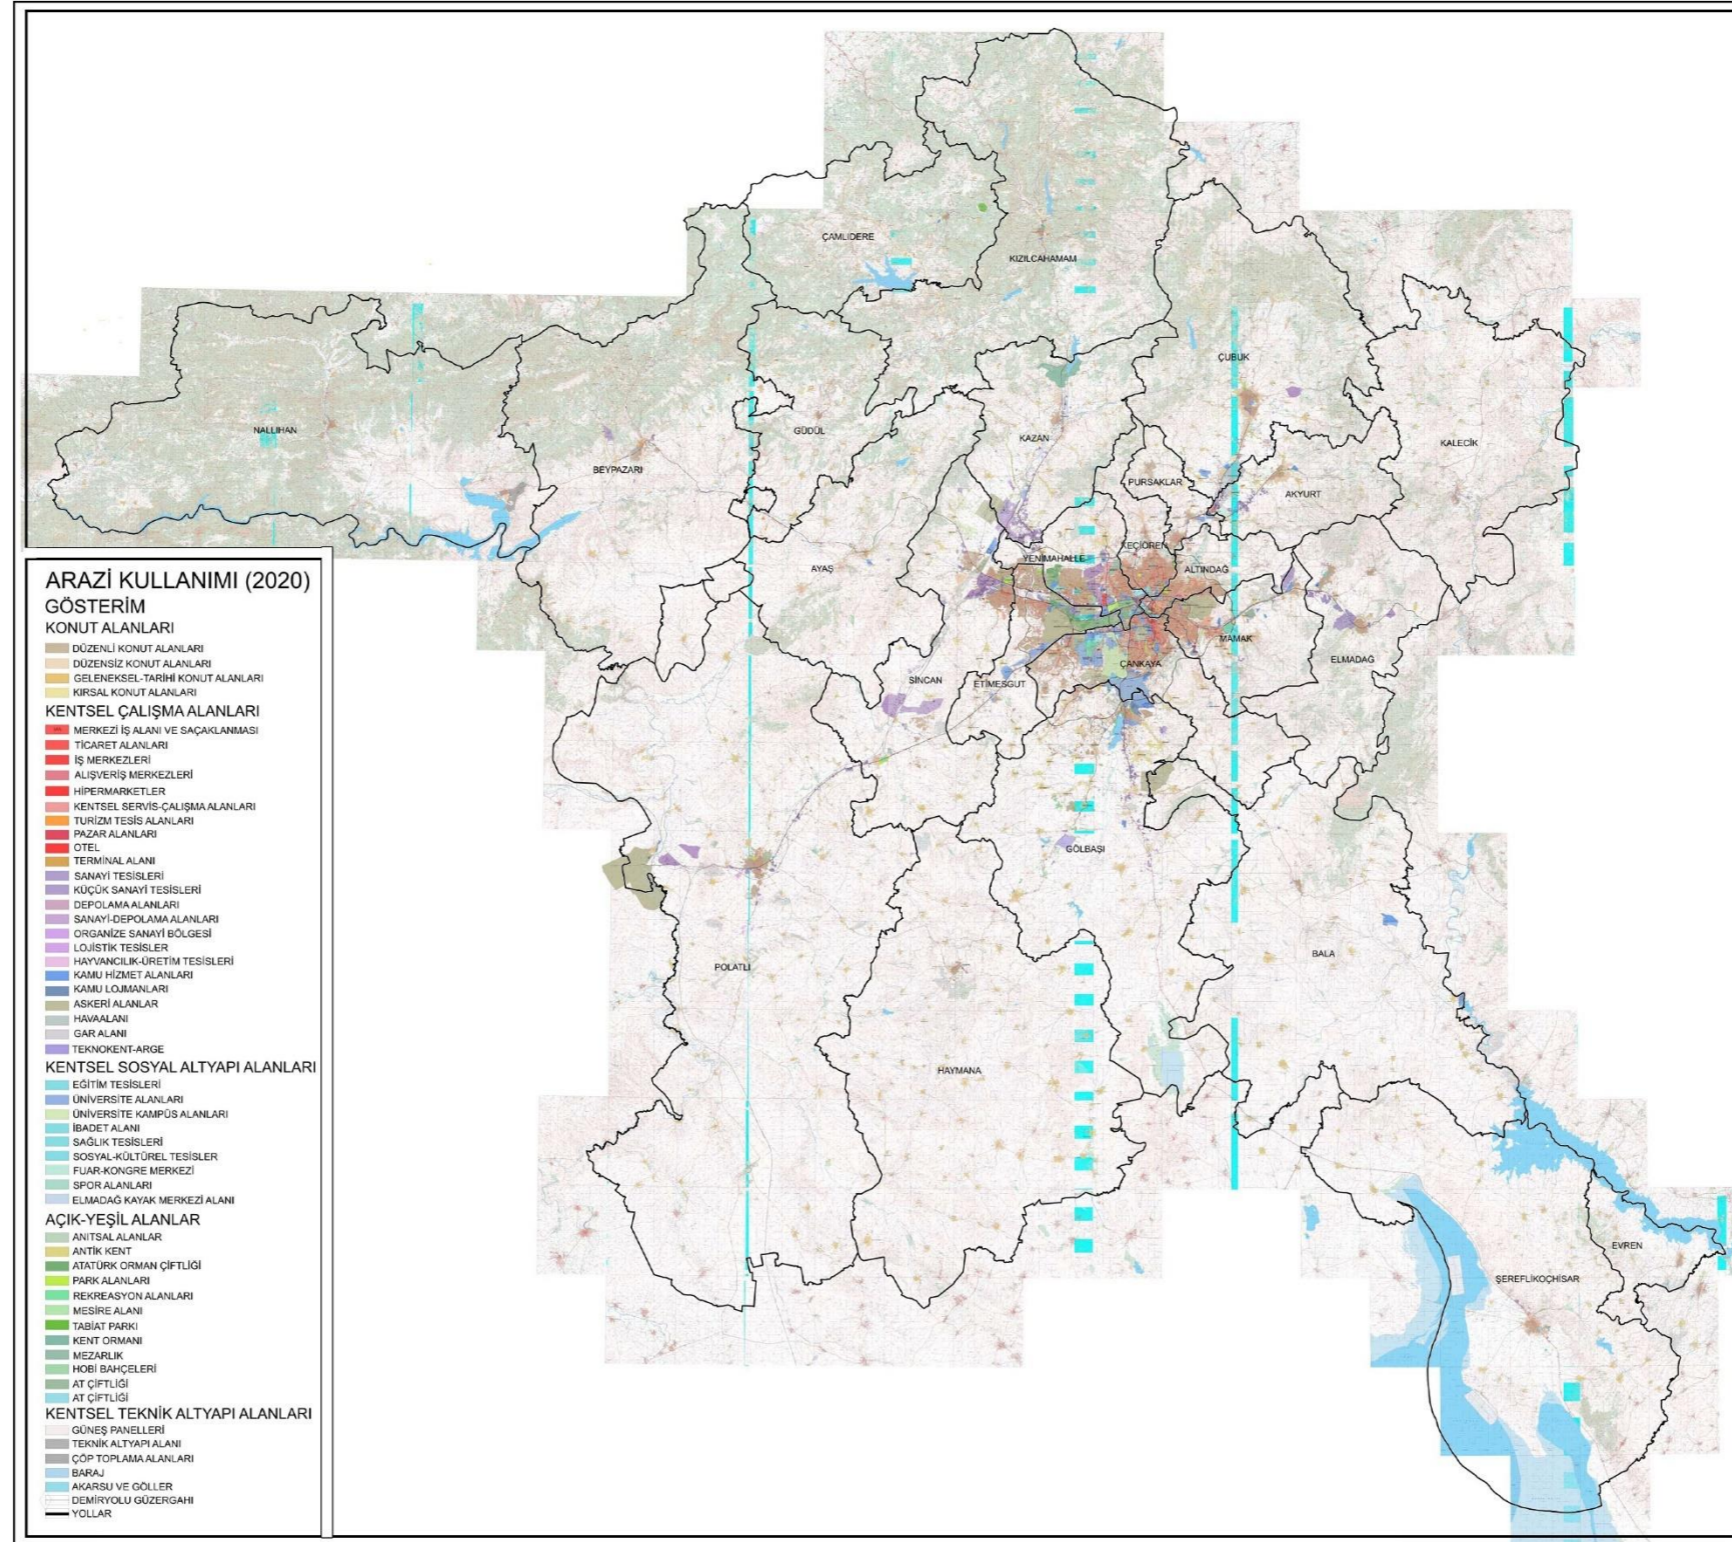 ÇAMLIDERE
KIZILCAHAMAM
ÇUBUK
NALLIHAN
GÜDÜL
KAZAN
KALECİK
BEYPAZARI
PURSAKLAR
AKYURT
YENİMAHALLE
KEÇİÖREN
AYAŞ
ALTINDAĞ
MAMAK
ÇANKAYA
ELMADAĞ
SİNCAN
ETİMESGUT
GÖLBAŞI
BALA
POLATLI
HAYMANA
EVREN
ŞEREFLİKOÇHİSAR
ARAZİ KULLANIMI (2020)
GÖSTERİM
KONUT ALANLARI
DÜZENLİ KONUT ALANLARI
DÜZENSİZ KONUT ALANLARI
GELENEKSEL-TARİHİ KONUT ALANLARI
KIRSAL KONUT ALANLARI
KENTSEL ÇALIŞMA ALANLARI
MERKEZİ İŞ ALANI VE SAÇAKLANMASI
TİCARET ALANLARI
İŞ MERKEZLERİ
ALIŞVERİŞ MERKEZLERİ
HİPERMARKETLER
KENTSEL SERVİS-ÇALIŞMA ALANLARI
TURİZM TESİS ALANLARI
PAZAR ALANLARI
OTEL
TERMİNAL ALANI
SANAYİ TESİSLERİ
KÜÇÜK SANAYİ TESİSLERİ
DEPOLAMA ALANLARI
SANAYİ-DEPOLAMA ALANLARI
ORGANİZE SANAYİ BÖLGESİ
LOJİSTİK TESİSLER
HAYVANCILIK-ÜRETİM TESİSLERİ
KAMU HİZMET ALANLARI
KAMU LOJMANLARI
ASKERİ ALANLAR
HAVAALANI
GAR ALANI
TEKNOKENT-ARGE
KENTSEL SOSYAL ALTYAPI ALANLARI
EĞİTİM TESİSLERİ
ÜNİVERSİTE ALANLARI
ÜNİVERSİTE KAMPÜS ALANLARI
İBADET ALANI
SAĞLIK TESİSLERİ
SOSYAL-KÜLTÜREL TESİSLER
FUAR-KONGRE MERKEZİ
SPOR ALANLARI
ELMADAĞ KAYAK MERKEZİ ALANI
AÇIK-YEŞİL ALANLAR
ANITSAL ALANLAR
ANTİK KENT
ATATÜRK ORMAN ÇİFTLİĞİ
PARK ALANLARI
REKREASYON ALANLARI
MESİRE ALANI
TABİAT PARKI
KENT ORMANI
MEZARLIK
HOBİ BAHÇELERİ
AT ÇİFTLİĞİ
AT ÇİFTLİĞİ
KENTSEL TEKNİK ALTYAPI ALANLARI
GÜNEŞ PANELLERİ
TEKNİK ALTYAPI ALANI
ÇÖP TOPLAMA ALANLARI
BARAJ
AKARSU VE GÖLLER
DEMİRYOLU GÜZERGAHI
YOLLAR